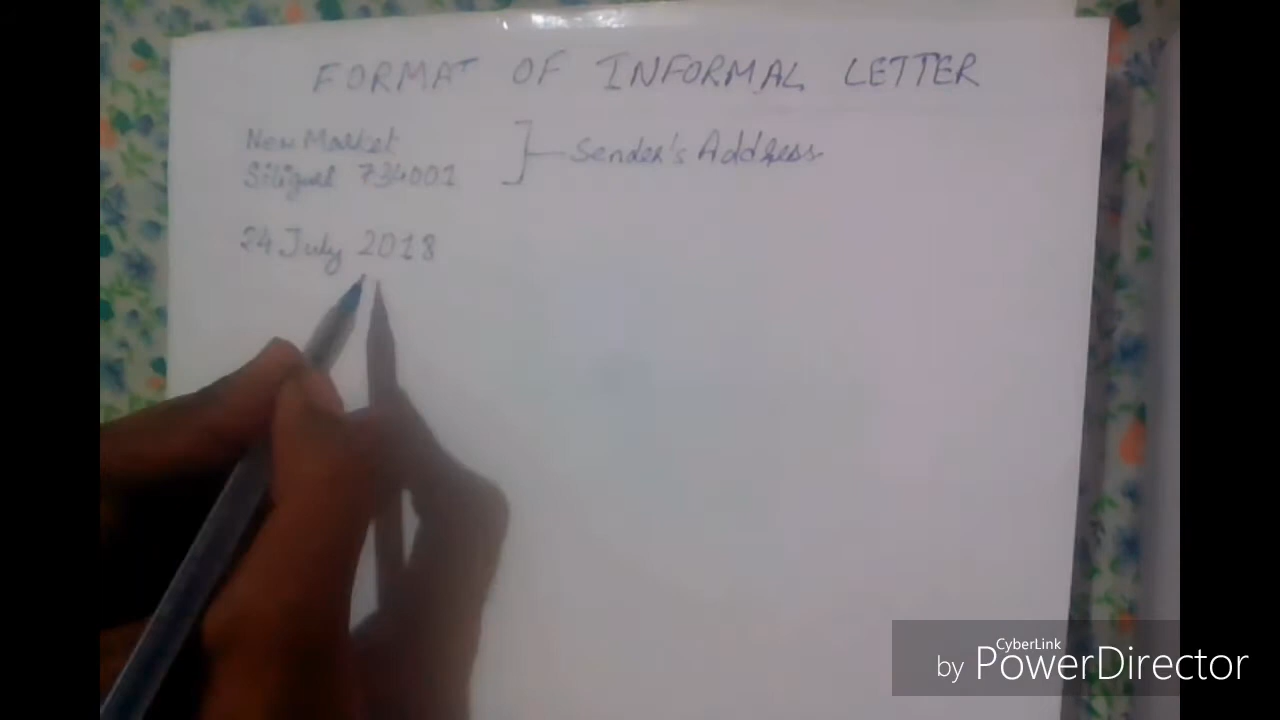 FORMAT OF INFORMAL LETTER
New Market
Siliguri 734001
Sender's Address
24 July 2018
CyberLink
by PowerDirector